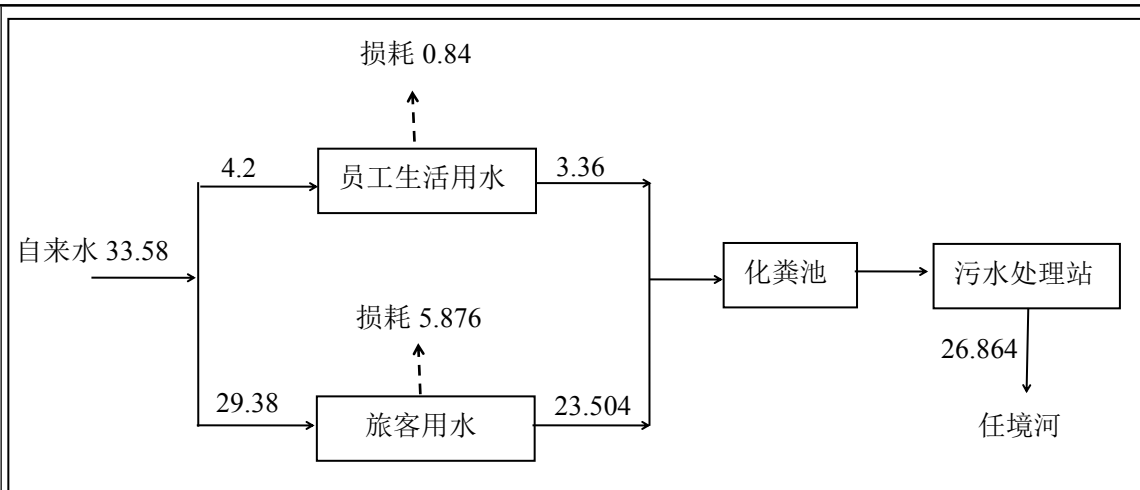 损耗 0.84
4.2
员工生活用水
3.36
自来水 33.58
化粪池
污水处理站
损耗 5.876
26.864
29.38
旅客用水
23.504
任境河